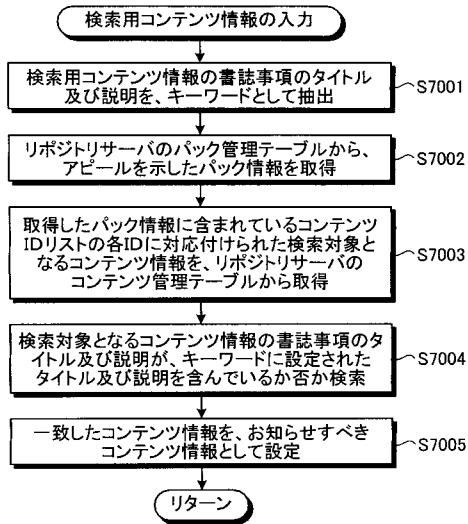 検索用コンテンツ情報の入力
検索用コンテンツ情報の書誌事項のタイトル
及び説明を、キーワードとして抽出
S7001
リポジトリサーバのパック管理テーブルから、
アピールを示したパック情報を取得
S7002
取得したパック情報に含まれているコンテンツ
IDリストの各IDに対応付けられた検索対象と
なるコンテンツ情報を、リポジトリサーバの
コンテンツ管理テーブルから取得
S7003
検索対象となるコンテンツ情報の書誌事項のタ
イトル及び説明が、キーワードに設定された
タイトル及び説明を含んでいるか否か検索
S7004
一致したコンテンツ情報を、お知らせすべき
コンテンツ情報として設定
S7005
リターン